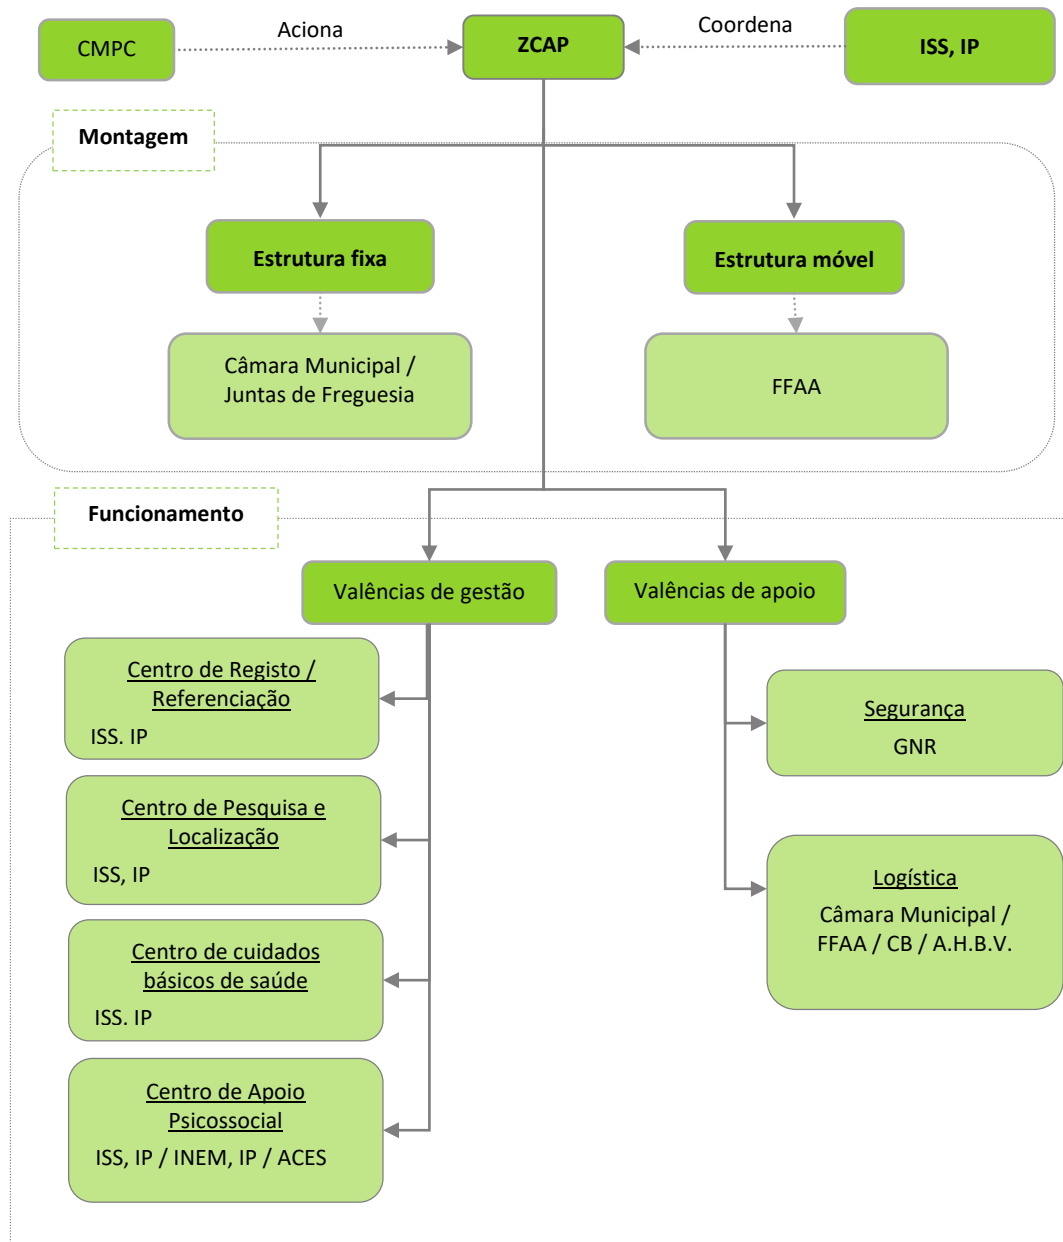 CMPC
Aciona
ZCAP
Coordena
ISS, IP
Montagem
Estrutura fixa
Estrutura móvel
Câmara Municipal /
Juntas de Freguesia
FFAA
Funcionamento
Valências de gestão
Valências de apoio
Centro de Registo /
Referenciação
ISS. IP
Centro de Pesquisa e
Localização
ISS, IP
Centro de cuidados
básicos de saúde
ISS. IP
Centro de Apoio
Psicossocial
ISS, IP / INEM, IP / ACES
Segurança
GNR
Logística
Câmara Municipal /
FFAA / CB / A.H.B.V.